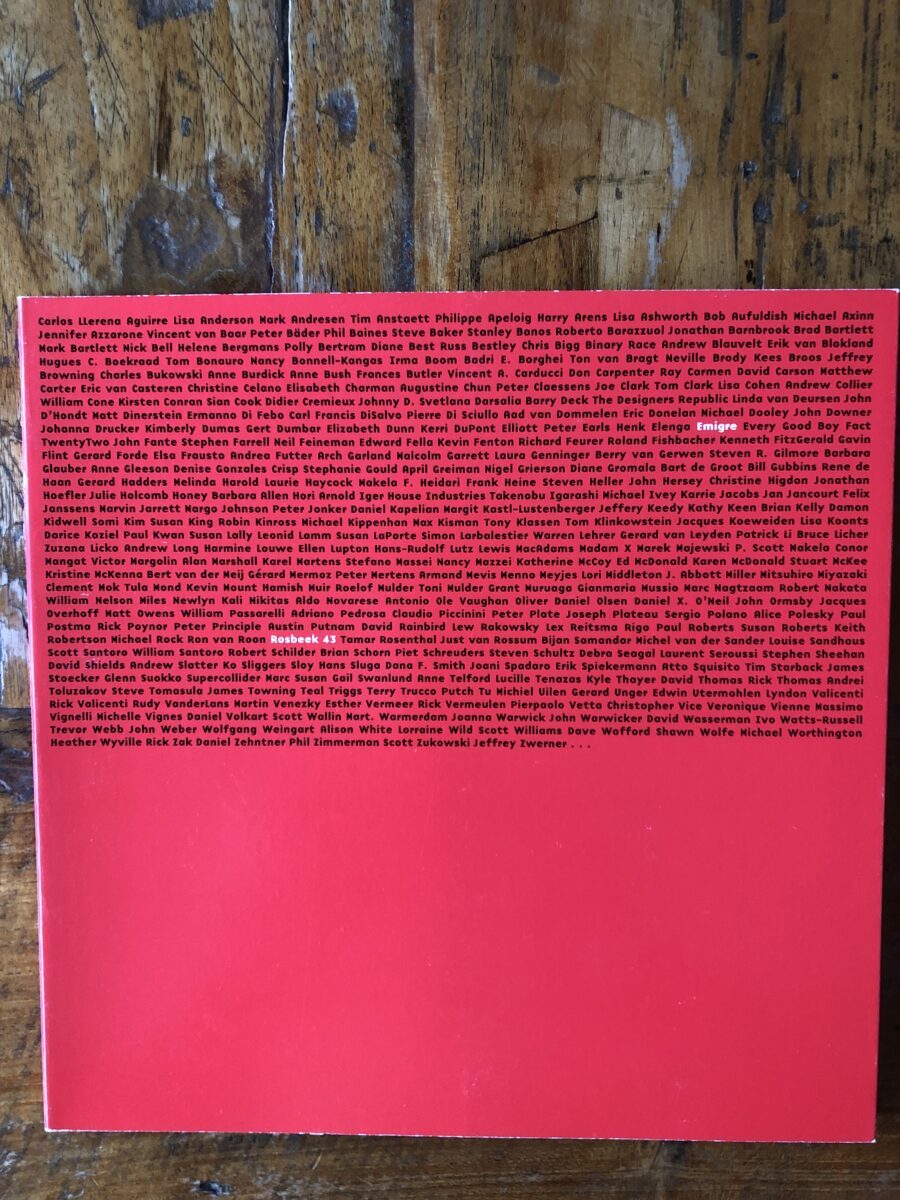 Carlos Llerena Aguirre Lisa Anderson Mark Andresen Tim Anstaett Philippe Apeloig Harry Arens Lisa Ashworth Bob Aufuldish Michael Axinn
Jennifer Azzarone Vincent van Baar Peter Bäder Phil Baines Steve Baker Stanley Banos Roberto Barazzuol Jonathan Barnbrook Brad Bartlett
Mark Bartlett Nick Bell Helene Bergmans Polly Bertram Diane Best Russ Bestley Chris Bigg Binary Race Andrew Blauvelt Erik van Blokland
Hugues C. Boekraad Tom Bonauro Nancy Bonnell-Kangas Irma Boom Badri E. Borghei Ton van Bragt Neville Brody Kees Broos Jeffrey
Browning Charles Bukowski Anne Burdick Anne Bush Frances Butler Vincent A. Carducci Don Carpenter Ray Carmen David Carson Matthew
Carter Eric van Casteren Christine Celano Elisabeth Charman Augustine Chun Peter Claessens Joe Clark Tom Clark Lisa Cohen Andrew Collier
William Cone Kirsten Conran Sian Cook Didier Cremieux Johnny D. Svetlana Darsalia Barry Deck The Designers Republic Linda van Deursen John
D'Hondt Matt Dinerstein Ermanno Di Febo Carl Francis DiSalvo Pierre Di Sciullo Aad van Dommelen Eric Donelan Michael Dooley John Downer
Johanna Drucker Kimberly Dumas Gert Dumbar Elizabeth Dunn Kerri DuPont Elliott Peter Earls Henk Elenga Emigre Every Good Boy Fact
TwentyTwo John Fante Stephen Farrell Neil Feineman Edward Fella Kevin Fenton Richard Feurer Roland Fishbacher Kenneth FitzGerald Gavin
Flint Gerard Forde Elsa Frausto Andrea Futter Arch Garland Malcolm Garrett Laura Genninger Berry van Gerwen Steven R. Gilmore Barbara
Glauber Anne Gleeson Denise Gonzales Crisp Stephanie Gould April Greiman Nigel Grierson Diane Gromala Bart de Groot Bill Gubbins Rene de
Haan Gerard Hadders Melinda Harold Laurie Haycock Makela F. Heidari Frank Heine Steven Heller John Hersey Christine Higdon Jonathan
Hoefler Julie Holcomb Honey Barbara Allen Hori Arnold Iger House Industries Takenobu Igarashi Michael Ivey Karrie Jacobs Jan Jancourt Felix
Janssens Marvin Jarrett Margo Johnson Peter Jonker Daniel Kapelian Margit Kastl-Lustenberger Jeffery Keedy Kathy Keen Brian Kelly Damon
Kidwell Somi Kim Susan King Robin Kinross Michael Kippenhan Max Kisman Tony Klassen Tom Klinkowstein Jacques Koeweiden Lisa Koonts
Darice Koziel Paul Kwan Susan Lally Leonid Lamm Susan LaPorte Simon Larbalestier Warren Lehrer Gerard van Leyden Patrick Li Bruce Licher
Zuzana Licko Andrew Long Harmine Louwe Ellen Lupton Hans-Rudolf Lutz Lewis MacAdams Madam X Marek Majewski P. Scott Makela Conor
Mangat Victor Margolin Alan Marshall Karel Martens Stefano Massei Nancy Mazzei Katherine McCoy Ed McDonald Karen McDonald Stuart McKee
Kristine McKenna Bert van der Meij Gérard Mermoz Peter Mertens Armand Mevis Menno Meyjes Lori Middleton J. Abbott Miller Mitsuhiro Miyazaki
Clement Mok Tula Mond Kevin Mount Hamish Muir Roelof Mulder Toni Mulder Grant Muruaga Gianmaria Mussio Marc Nagtzaam Robert Nakata
William Nelson Miles Newlyn Kali Nikitas Aldo Novarese Antonio Ole Vaughan Oliver Daniel Olsen Daniel X. O'Neil John Ormsby Jacques
Overhoff Matt Owens William Passarelli Adriano Pedrosa Claudio Piccinini Peter Plate Joseph Plateau Sergio Polano Alice Polesky Paul
Postma Rick Poynor Peter Principle Austin Putnam David Rainbird Lew Rakowsky Lex Reitsma Rigo Paul Roberts Susan Roberts Keith
Robertson Michael Rock Ron van Roon Rosbeek 43 Tamar Rosenthal Just van Rossum Bijan Samandar Michel van der Sander Louise Sandhaus
Scott Santoro William Santoro Robert Schilder Brian Schorn Piet Schreuders Steven Schultz Debra Seagal Laurent Seroussi Stephen Sheehan
David Shields Andrew Slatter Ko Sliggers Sloy Hans Sluga Dana F. Smith Joani Spadaro Erik Spiekermann Atto Squisito Tim Starback James
Stoecker Glenn Suokko Supercollider Marc Susan Gail Swanlund Anne Telford Lucille Tenazas Kyle Thayer David Thomas Rick Thomas Andrei
Toluzakov Steve Tomasula James Towning Teal Triggs Terry Trucco Putch Tu Michiel Uilen Gerard Unger Edwin Utermohlen Lyndon Valicenti
Rick Valicenti Rudy VanderLans Martin Venezky Esther Vermeer Rick Vermeulen Pierpaolo Vetta Christopher Vice Veronique Vienne Massimo
Vignelli Michelle Vignes Daniel Volkart Scott Wallin Mart. Warmerdam Joanna Warwick John Warwicker David Wasserman Ivo Watts-Russell
Trevor Webb John Weber Wolfgang Weingart Alison White Lorraine Wild Scott Williams Dave Wofford Shawn Wolfe Michael Worthington
Heather Wyville Rick Zak Daniel Zehntner Phil Zimmerman Scott Zukowski Jeffrey Zwerner . . .